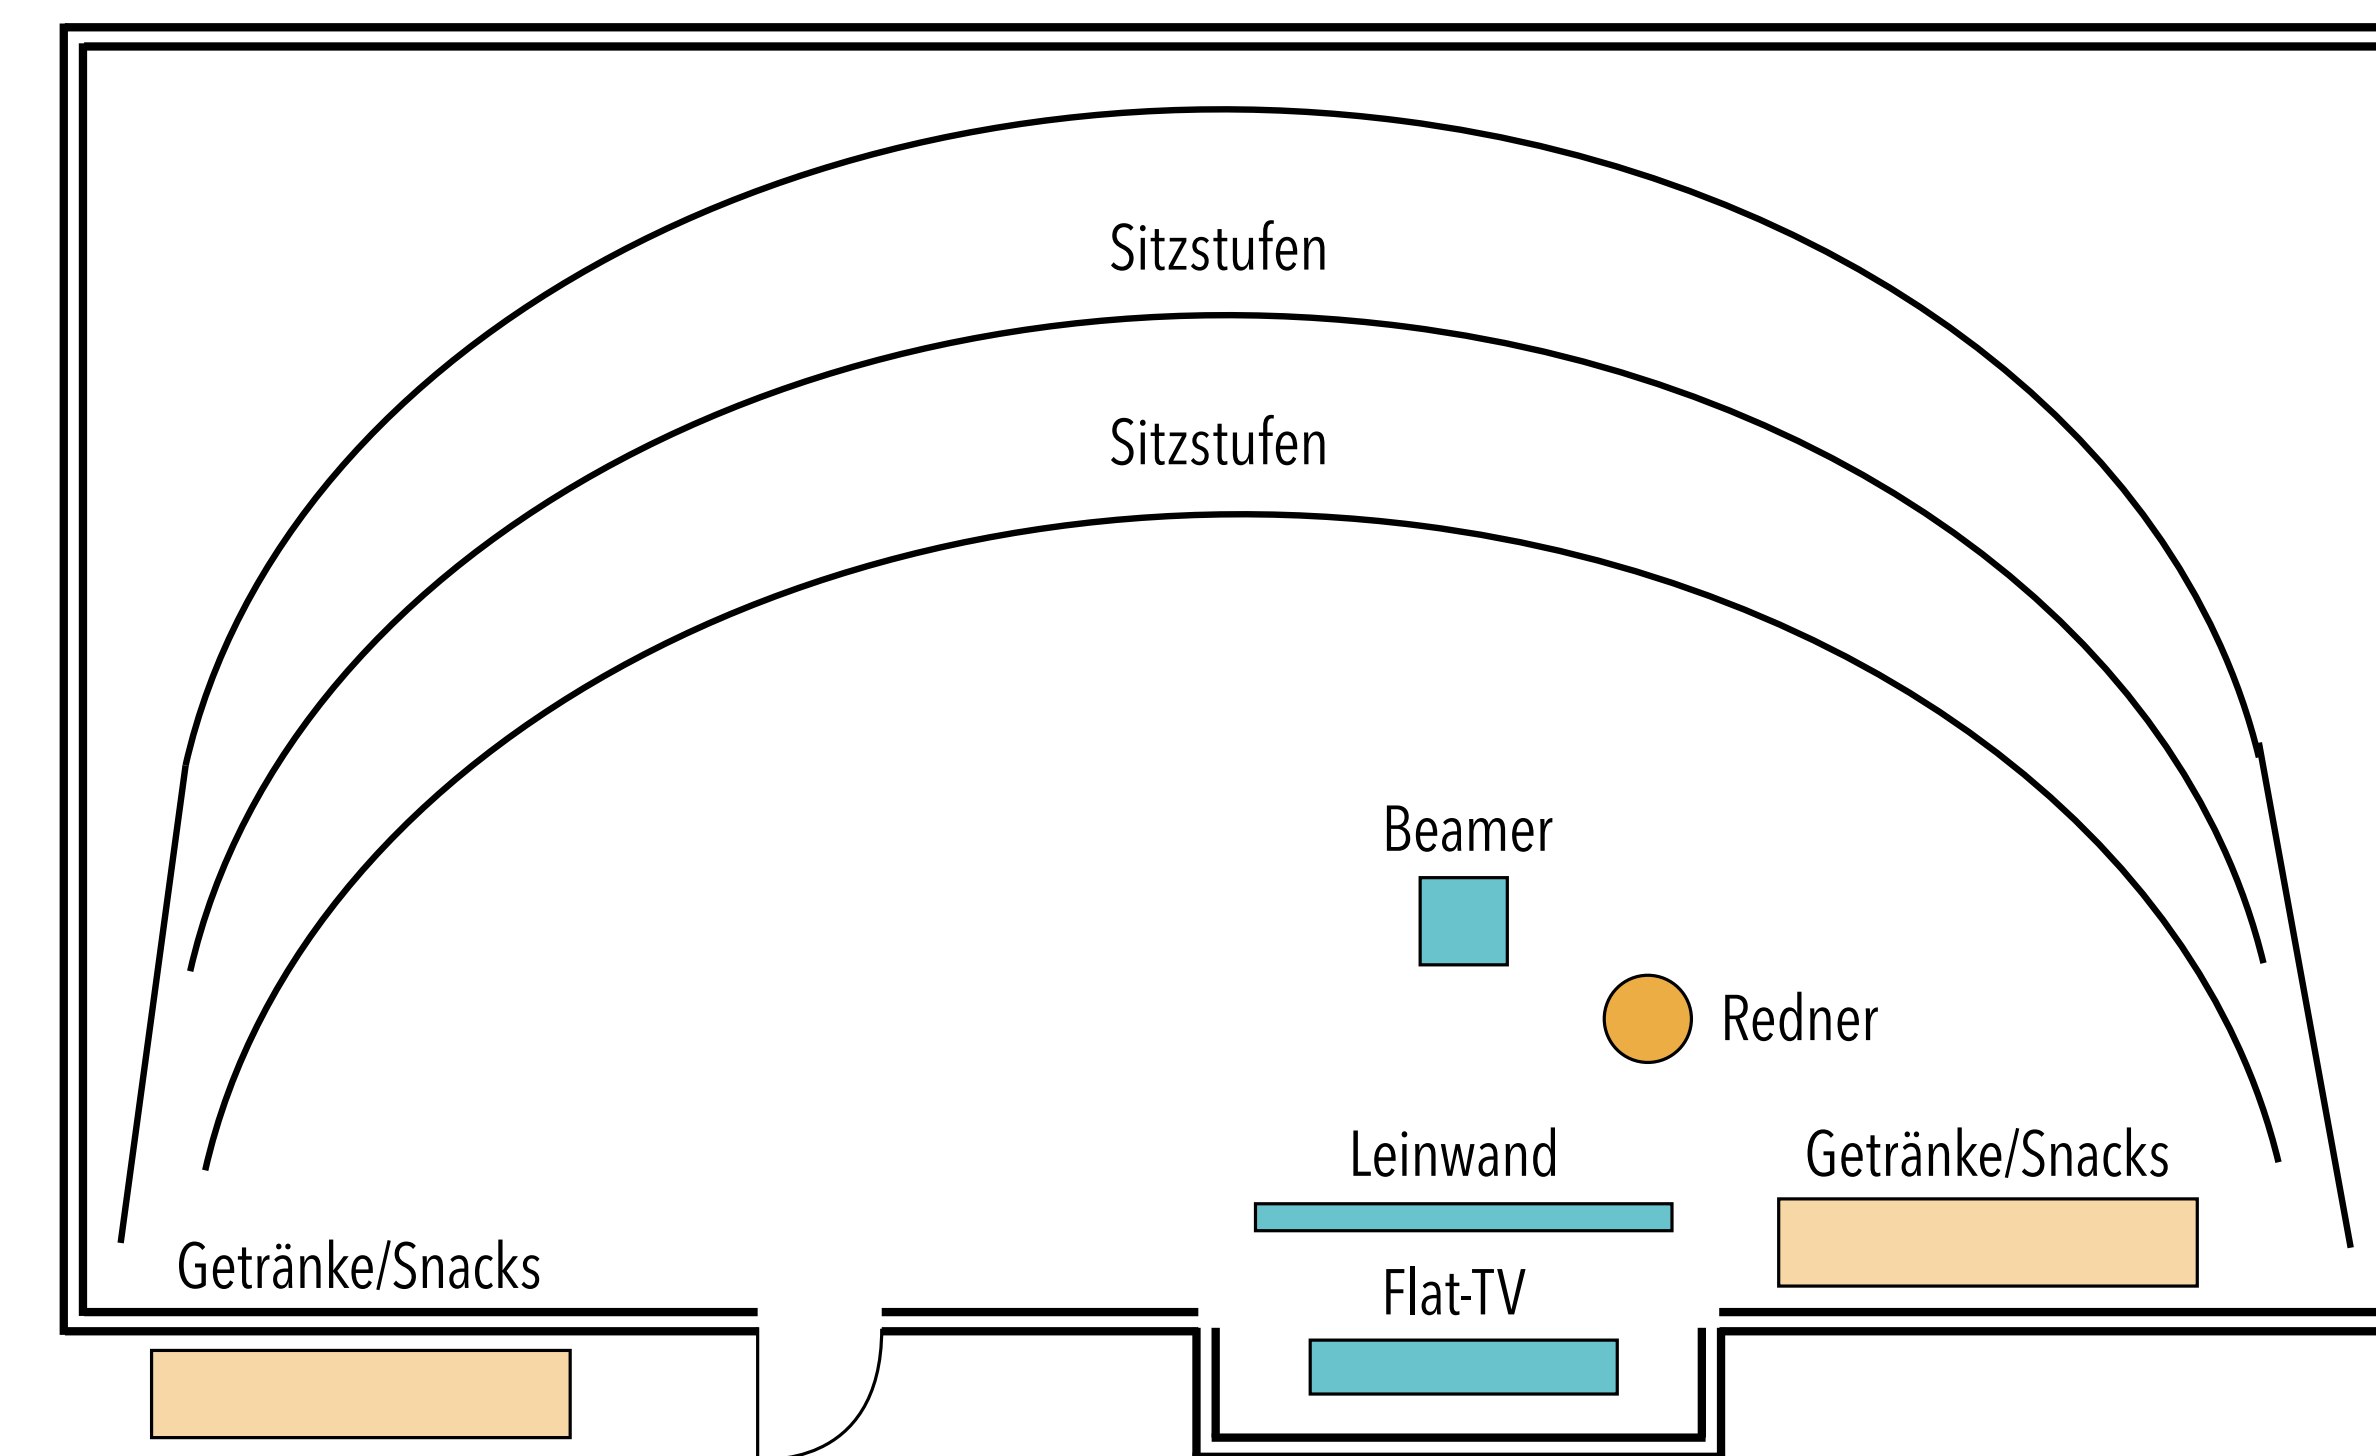 Sitzstufen
Sitzstufen
Beamer
Redner
Leinwand
Getränke/Snacks
Getränke/Snacks
Flat-TV